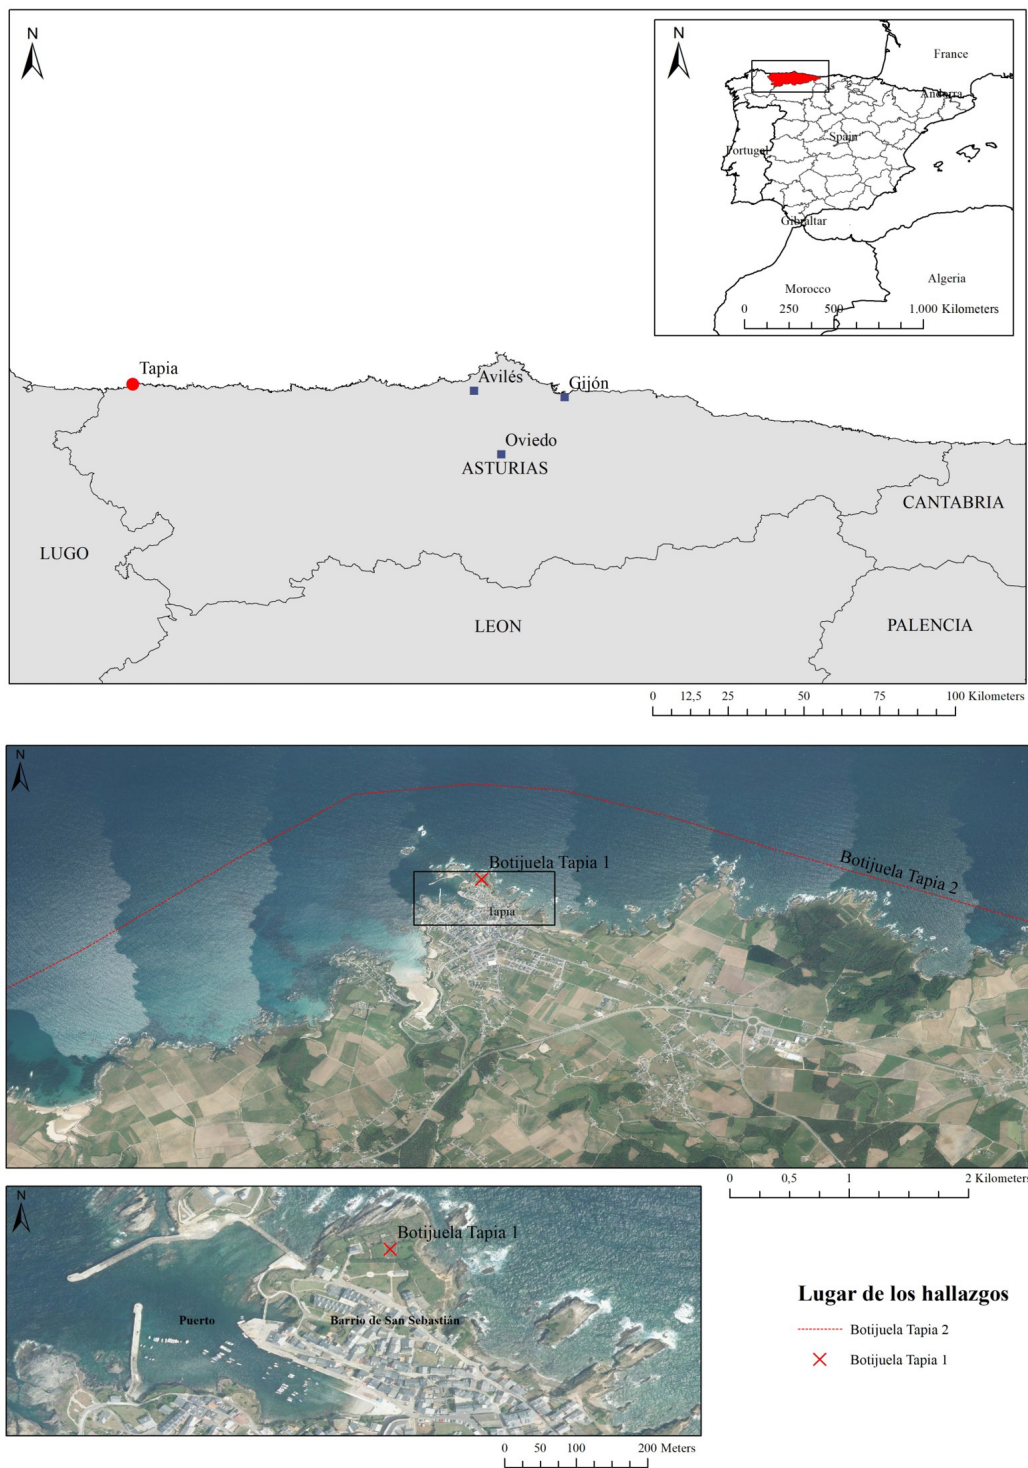 N
N
France
Andorra
Spain
Portugal
Gibraltar
Morocco
Algeria
0 250 500 1.000 Kilometers
Tapia
Avilés
Gijón
Oviedo
ASTURIAS
CANTABRIA
LUGO
LEON
PALENCIA
0 12,5 25 50 75 100 Kilometers
N
Botijuela Tapia 1
Botijuela Tapia 2
Tapia
0 0,5 1 2 Kilometers
N
Botijuela Tapia 1
Puerto
Barrio de San Sebastián
0 50 100 200 Meters
Lugar de los hallazgos
Botijuela Tapia 2
Botijuela Tapia 1